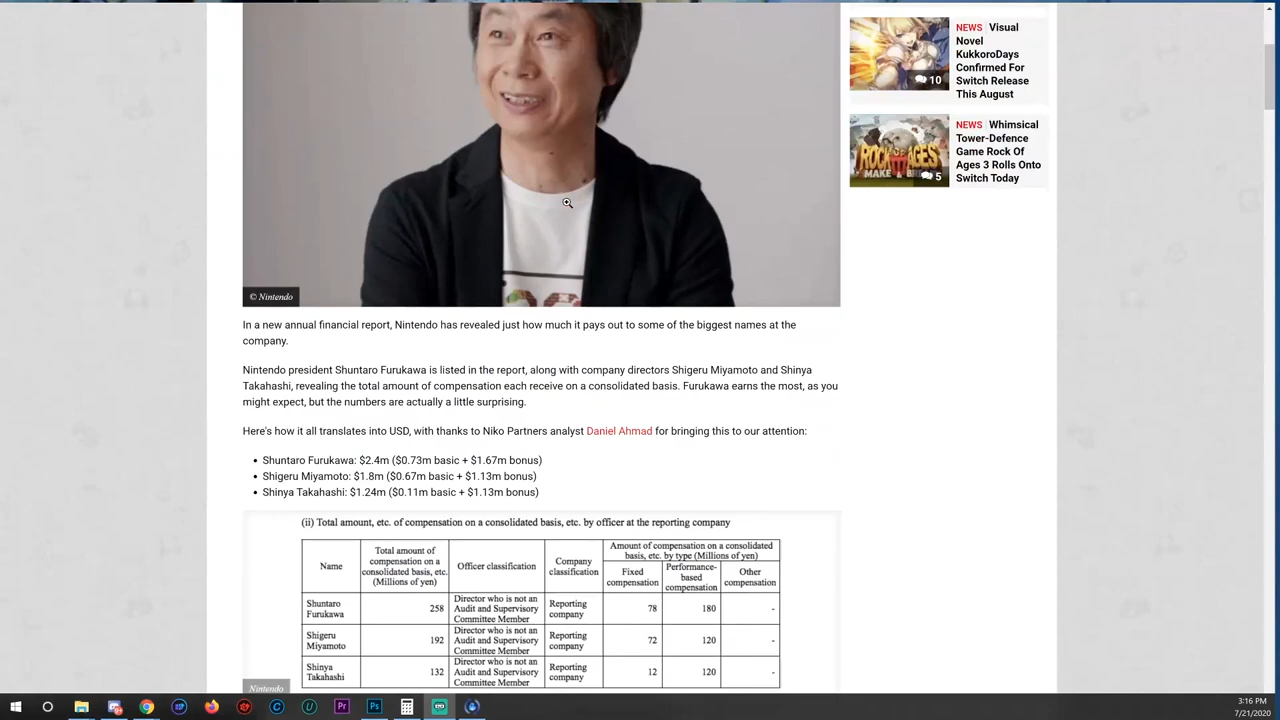 NEWS Visual
Novel
KukkoroDays
Confirmed For
Switch Release
This August
10
NEWS Whimsical
Tower-Defence
Game Rock Of
Ages 3 Rolls Onto
Switch Today
ROCK OF AGES
MAKE & BREAK
5
© Nintendo
In a new annual financial report, Nintendo has revealed just how much it pays out to some of the biggest names at the
company.
Nintendo president Shuntaro Furukawa is listed in the report, along with company directors Shigeru Miyamoto and Shinya
Takahashi, revealing the total amount of compensation each receive on a consolidated basis. Furukawa earns the most, as you
might expect, but the numbers are actually a little surprising.
Here's how it all translates into USD, with thanks to Niko Partners analyst Daniel Ahmad for bringing this to our attention:
• Shuntaro Furukawa: $2.4m ($0.73m basic + $1.67m bonus)
• Shigeru Miyamoto: $1.8m ($0.67m basic + $1.13m bonus)
• Shinya Takahashi: $1.24m ($0.11m basic + $1.13m bonus)
(ii) Total amount, etc. of compensation on a consolidated basis, etc. by officer at the reporting company
Name
Total amount of
compensation on a
consolidated basis, etc.
(Millions of yen)
Officer classification
Company
classification
Amount of compensation on a consolidated
basis, etc. by type (Millions of yen)
Fixed
compensation
Performance-
based
compensation
Other
compensation
Shuntaro
Furukawa
258
Director who is not an
Audit and Supervisory
Committee Member
Reporting
company
78
180
-
Shigeru
Miyamoto
192
Director who is not an
Audit and Supervisory
Committee Member
Reporting
company
72
120
-
Shinya
Takahashi
132
Director who is not an
Audit and Supervisory
Committee Member
Reporting
company
12
120
-
Nintendo
Pr
Ps
3:16 PM
7/21/2020